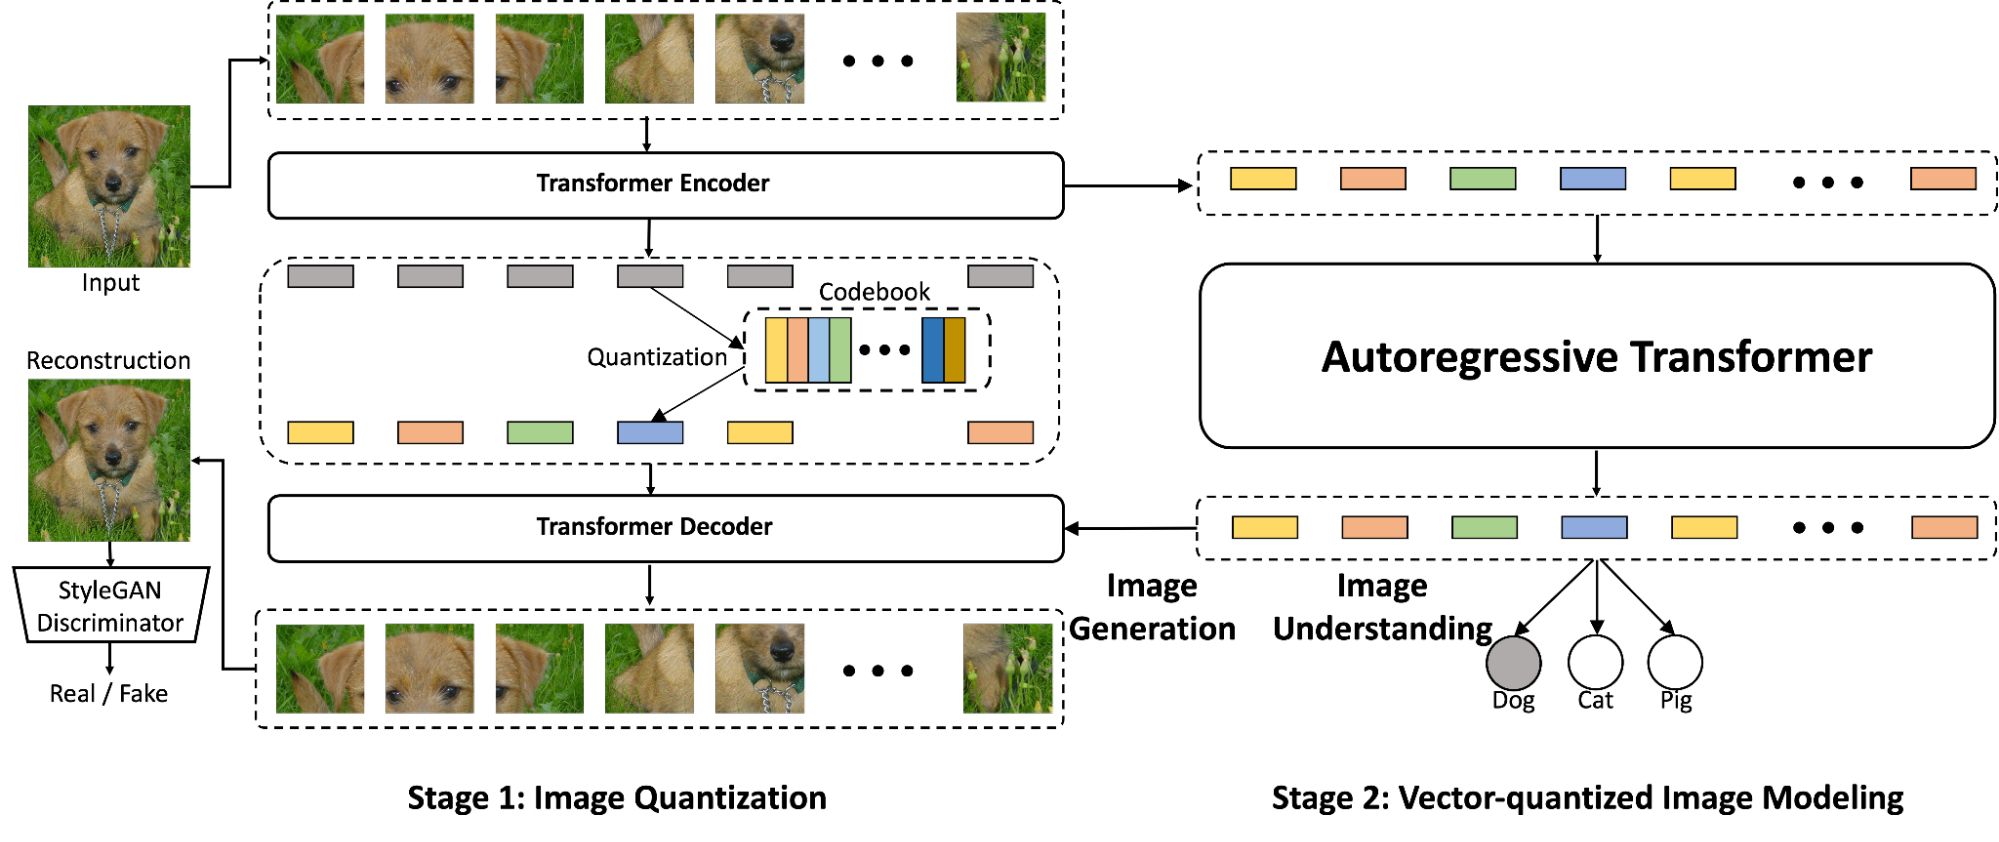 Input
Transformer Encoder
Codebook
Quantization
Reconstruction
Autoregressive Transformer
Transformer Decoder
StyleGAN
Discriminator
Real / Fake
Image
Generation
Image
Understanding
Dog
Cat
Pig
Stage 1: Image Quantization
Stage 2: Vector-quantized Image Modeling